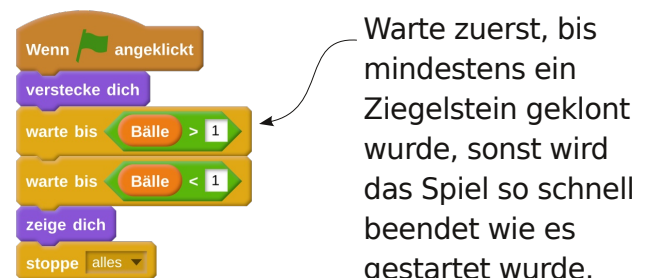 Wenn angeklickt
verstecke dich
warte bis Bälle > 1
warte bis Bälle < 1
zeige dich
stoppe alles
Warte zuerst, bis
mindestens ein
Ziegelstein geklont
wurde, sonst wird
das Spiel so schnell
beendet wie es
gestartet wurde.